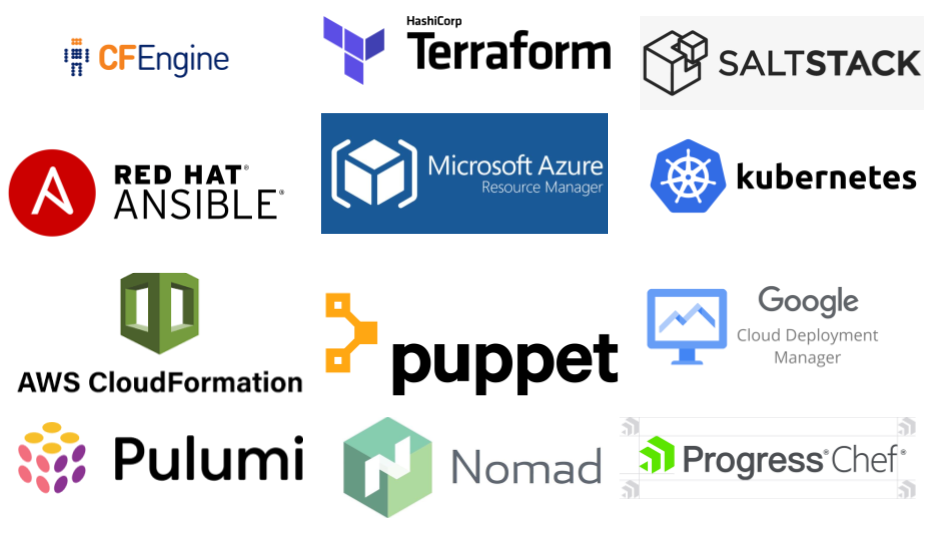 CFEngine
HashiCorp
Terraform
SALTSTACK
RED HAT®
ANSIBLE®
Microsoft Azure
Resource Manager
kubernetes
AWS CloudFormation
puppet
Google
Cloud Deployment
Manager
Pulumi
Nomad
Progress® Chef®